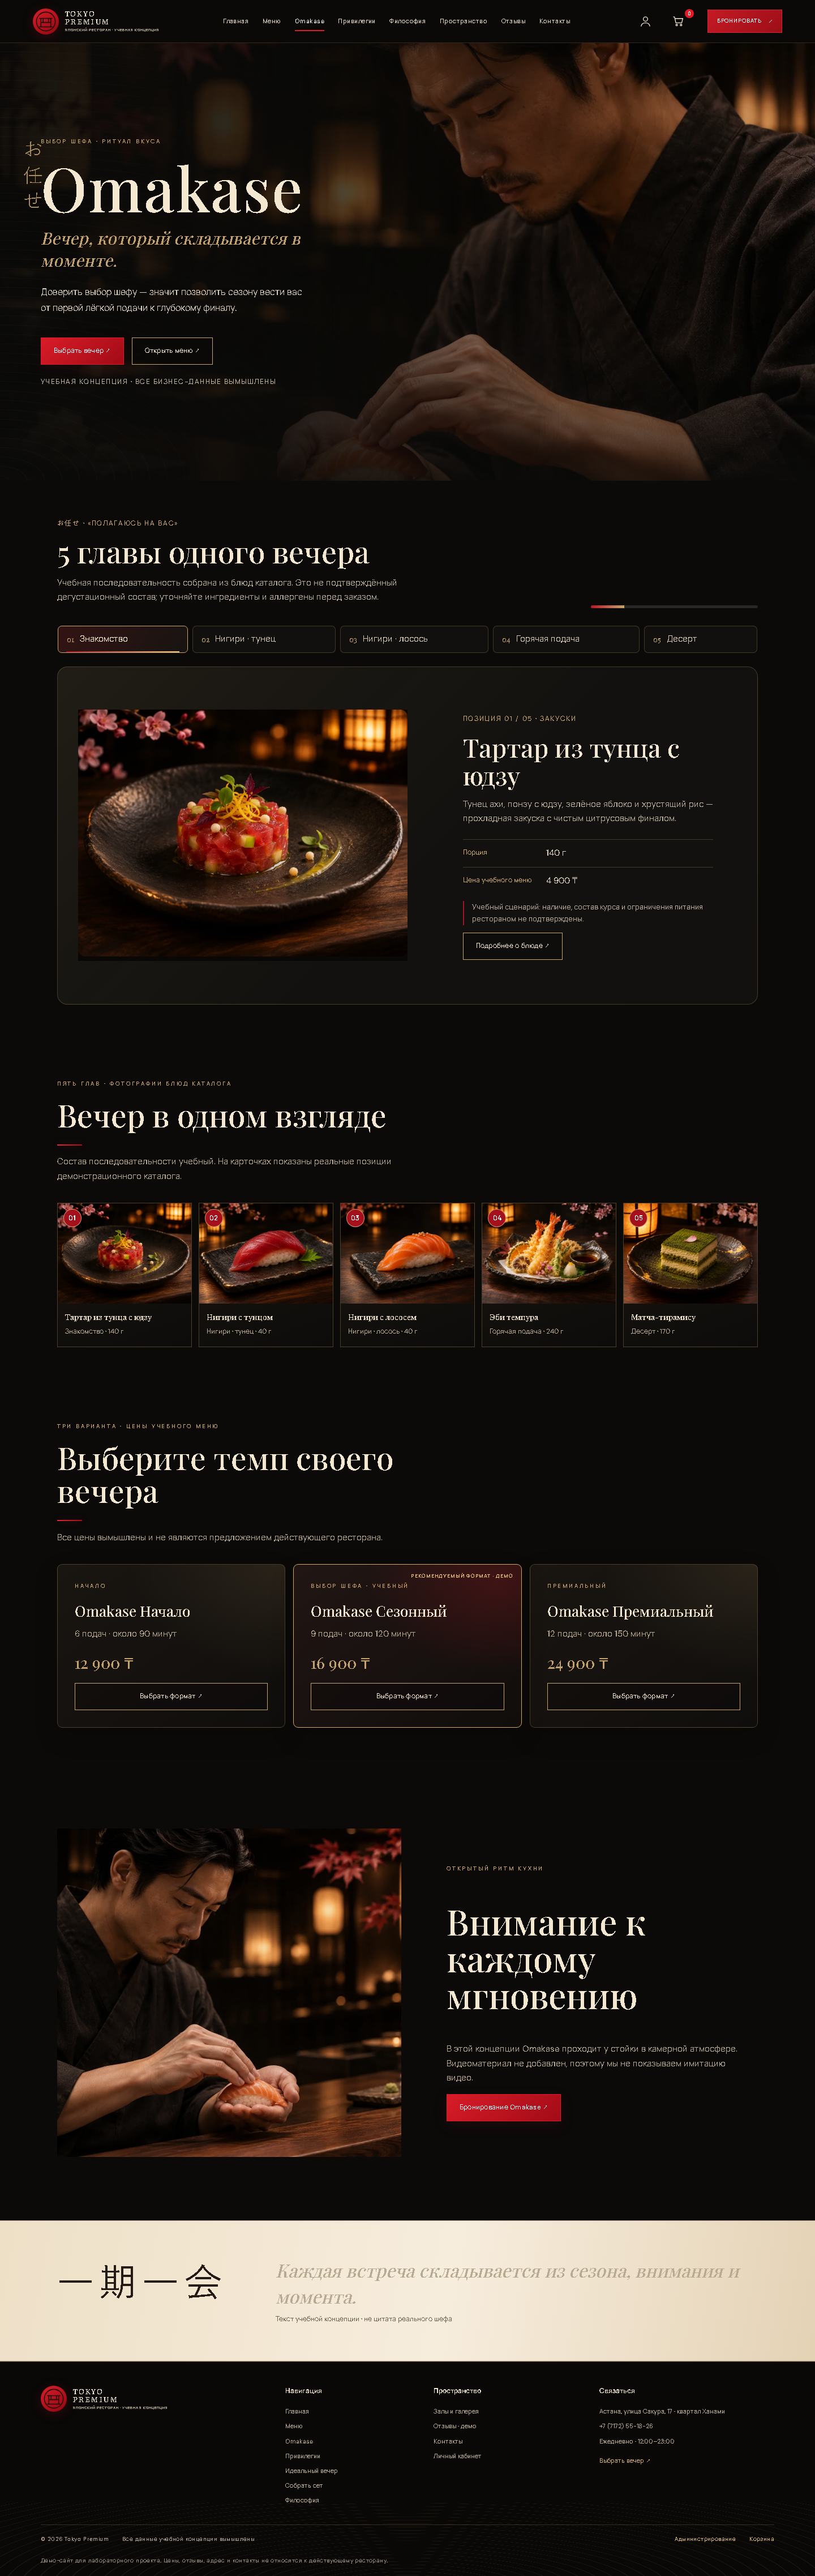 TOKYO
PREMIUM
ЯПОНСКИЙ РЕСТОРАН · УЧЕБНАЯ КОНЦЕПЦИЯ
Главная Меню Omakase Привилегии Философия Пространство Отзывы Контакты
0
БРОНИРОВАТЬ ↗
お任せ
ВЫБОР ШЕФА · РИТУАЛ ВКУСА
Omakase
Вечер, который складывается в
моменте.
Доверить выбор шефу — значит позволить сезону вести вас
от первой лёгкой подачи к глубокому финалу.
Выбрать вечер ↗ Открыть меню ↗
УЧЕБНАЯ КОНЦЕПЦИЯ · ВСЕ БИЗНЕС-ДАННЫЕ ВЫМЫШЛЕНЫ
お任せ · «ПОЛАГАЮСЬ НА ВАС»
5 главы одного вечера
Учебная последовательность собрана из блюд каталога. Это не подтверждённый
дегустационный состав; уточняйте ингредиенты и аллергены перед заказом.
01 Знакомство 02 Нигири · тунец 03 Нигири · лосось 04 Горячая подача 05 Десерт
ПОЗИЦИЯ 01 / 05 · ЗАКУСКИ
Тартар из тунца с
юдзу
Тунец ахи, понзу с юдзу, зелёное яблоко и хрустящий рис —
прохладная закуска с чистым цитрусовым финалом.
Порция 140 г
Цена учебного меню 4 900 ₸
Учебный сценарий: наличие, состав курса и ограничения питания
рестораном не подтверждены.
Подробнее о блюде ↗
ПЯТЬ ГЛАВ · ФОТОГРАФИИ БЛЮД КАТАЛОГА
Вечер в одном взгляде
Состав последовательности учебный. На карточках показаны реальные позиции
демонстрационного каталога.
01 02 03 04 05
Тартар из тунца с юдзу Нигири с тунцом Нигири с лососем Эби темпура Матча-тирамису
Знакомство · 140 г Нигири · тунец · 40 г Нигири · лосось · 40 г Горячая подача · 240 г Десерт · 170 г
ТРИ ВАРИАНТА · ЦЕНЫ УЧЕБНОГО МЕНЮ
Выберите темп своего
вечера
Все цены вымышлены и не являются предложением действующего ресторана.
РЕКОМЕНДУЕМЫЙ ФОРМАТ · ДЕМО
НАЧАЛО ВЫБОР ШЕФА · УЧЕБНЫЙ ПРЕМИАЛЬНЫЙ
Omakase Начало Omakase Сезонный Omakase Премиальный
6 подач · около 90 минут 9 подач · около 120 минут 12 подач · около 150 минут
12 900 ₸ 16 900 ₸ 24 900 ₸
Выбрать формат ↗ Выбрать формат ↗ Выбрать формат ↗
ОТКРЫТЫЙ РИТМ КУХНИ
Внимание к
каждому
мгновению
В этой концепции Omakase проходит у стойки в камерной атмосфере.
Видеоматериал не добавлен, поэтому мы не показываем имитацию
видео.
Бронирование Omakase ↗
一期一会
Каждая встреча складывается из сезона, внимания и
момента.
Текст учебной концепции · не цитата реального шефа
TOKYO
PREMIUM
ЯПОНСКИЙ РЕСТОРАН · УЧЕБНАЯ КОНЦЕПЦИЯ
Навигация
Главная
Меню
Omakase
Привилегии
Идеальный вечер
Собрать сет
Философия
Пространство
Залы и галерея
Отзывы · демо
Контакты
Личный кабинет
Связаться
Астана, улица Сакура, 17 · квартал Ханами
+7 (7172) 55-18-26
Ежедневно · 12:00—23:00
Выбрать вечер ↗
© 2026 Tokyo Premium Все данные учебной концепции вымышлены Администрирование Корзина
Демо-сайт для лабораторного проекта. Цены, отзывы, адрес и контакты не относятся к действующему ресторану.